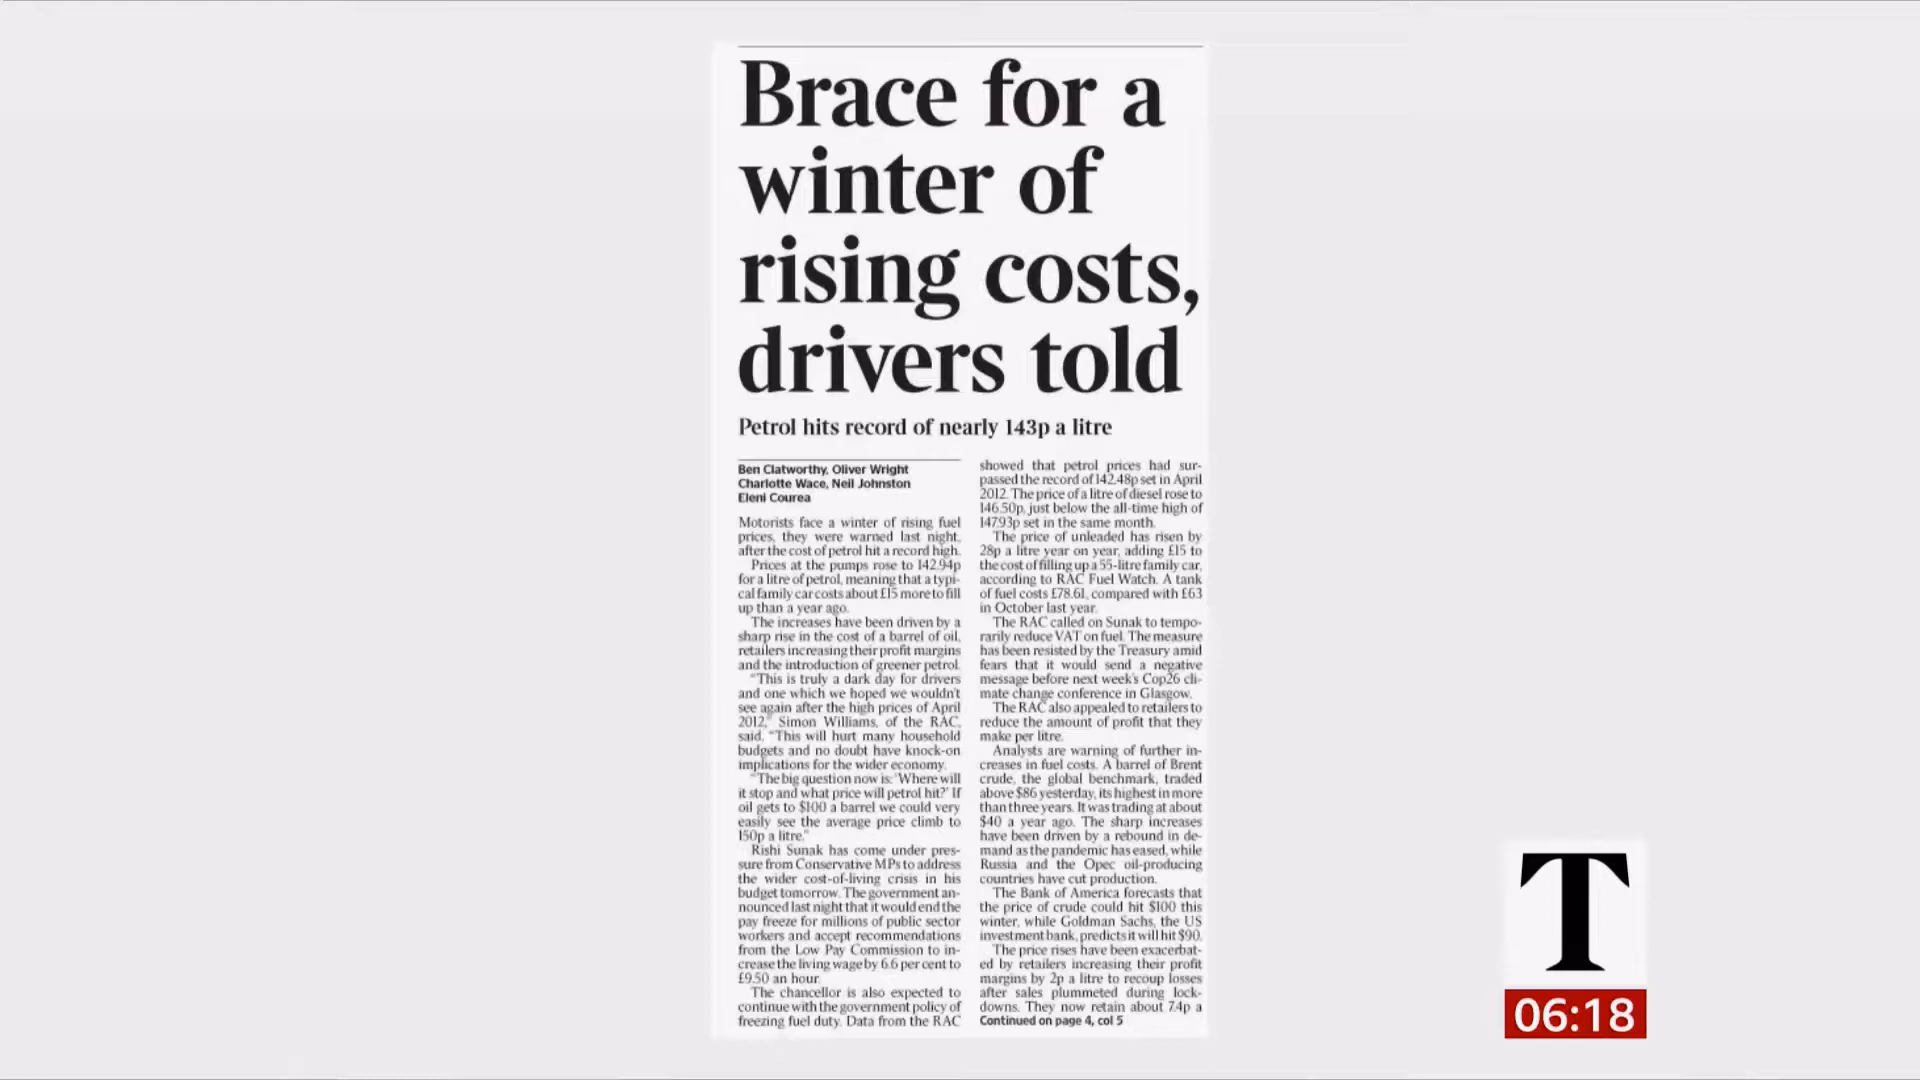 Brace for a
winter of
rising costs,
drivers told
Petrol hits record of nearly 143p a litre
Ben Clatworthy, Oliver Wright
Charlotte Wace, Neil Johnston
Eleni Courea
Motorists face a winter of rising fuel
prices, they were warned last night,
after the cost of petrol hit a record high.
Prices at the pumps rose to 142.94p
for a litre of petrol, meaning that a typi-
cal family car costs about £15 more to fill
up than a year ago.
The increases have been driven by a
sharp rise in the cost of a barrel of oil,
retailers increasing their profit margins
and the introduction of greener petrol.
"This is truly a dark day for drivers
and one which we hoped we wouldn't
see again after the high prices of April
2012," Simon Williams, of the RAC,
said. "This will hurt many household
budgets and no doubt have knock-on
implications for the wider economy.
"The big question now is: 'Where will
it stop and what price will petrol hit?' If
oil gets to $100 a barrel we could very
easily see the average price climb to
150p a litre."
Rishi Sunak has come under pres-
sure from Conservative MPs to address
the wider cost-of-living crisis in his
budget tomorrow. The government an-
nounced last night that it would end the
pay freeze for millions of public sector
workers and accept recommendations
from the Low Pay Commission to in-
crease the living wage by 6.6 per cent to
£9.50 an hour.
The chancellor is also expected to
continue with the government policy of
freezing fuel duty. Data from the RAC
showed that petrol prices had sur-
passed the record of 142.48p set in April
2012. The price of a litre of diesel rose to
146.50p, just below the all-time high of
147.93p set in the same month.
The price of unleaded has risen by
28p a litre year on year, adding £15 to
the cost of filling up a 55-litre family car,
according to RAC Fuel Watch. A tank
of fuel costs £78.61, compared with £63
in October last year.
The RAC called on Sunak to tempo-
rarily reduce VAT on fuel. The measure
has been resisted by the Treasury amid
fears that it would send a negative
message before next week's Cop26 cli-
mate change conference in Glasgow.
The RAC also appealed to retailers to
reduce the amount of profit that they
make per litre.
Analysts are warning of further in-
creases in fuel costs. A barrel of Brent
crude, the global benchmark, traded
above $86 yesterday, its highest in more
than three years. It was trading at about
$40 a year ago. The sharp increases
have been driven by a rebound in de-
mand as the pandemic has eased, while
Russia and the Opec oil-producing
countries have cut production.
The Bank of America forecasts that
the price of crude could hit $100 this
winter, while Goldman Sachs, the US
investment bank, predicts it will hit $90.
The price rises have been exacerbat-
ed by retailers increasing their profit
margins by 2p a litre to recoup losses
after sales plummeted during lock-
downs. They now retain about 7.4p a
Continued on page 4, col 5
T
06:18